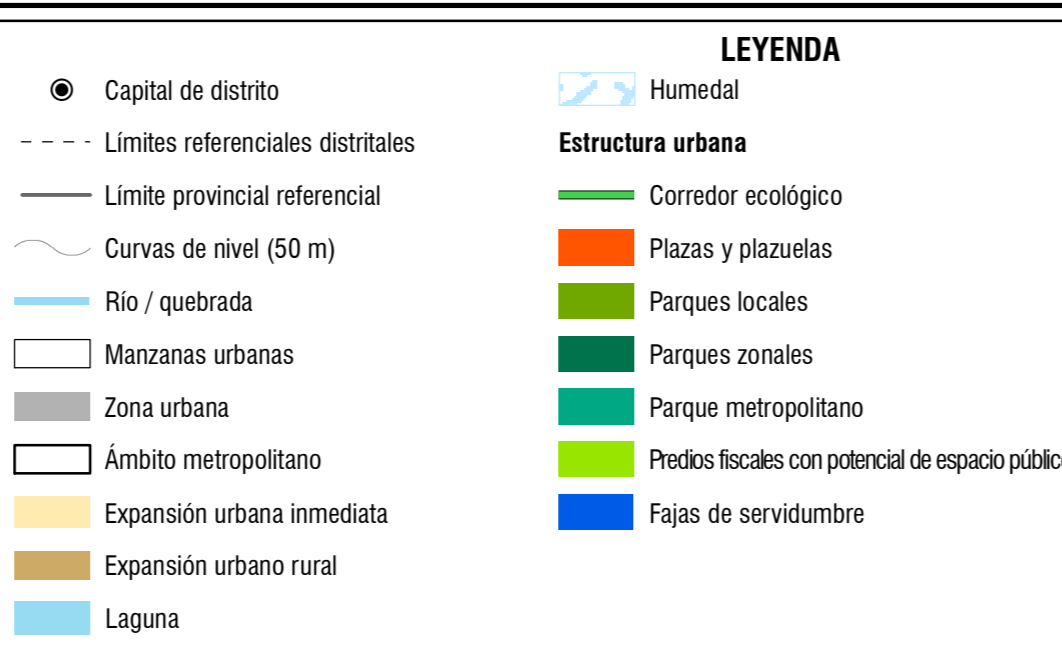 LEYENDA
Capital de distrito
Límites referenciales distritales
Límite provincial referencial
Curvas de nivel (50 m)
Río / quebrada
Manzanas urbanas
Zona urbana
Ámbito metropolitano
Expansión urbana inmediata
Expansión urbano rural
Laguna
Humedal
Estructura urbana
Corredor ecológico
Plazas y plazuelas
Parques locales
Parques zonales
Parque metropolitano
Predios fiscales con potencial de espacio público
Fajas de servidumbre